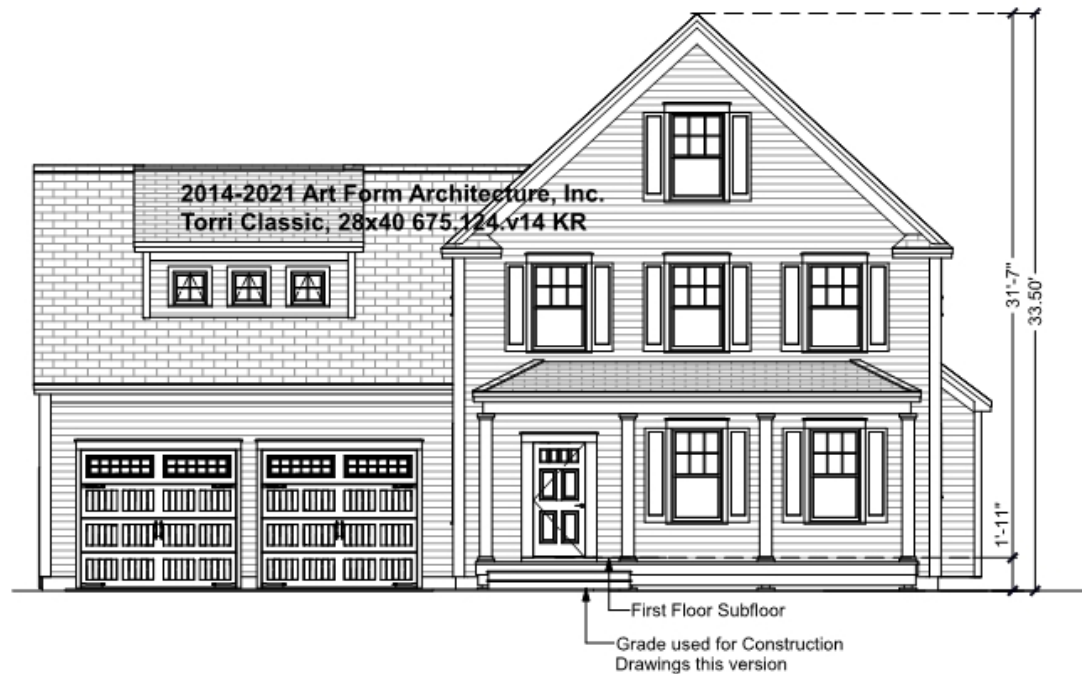 2014-2021 Art Form Architecture, Inc.
Torri Classic, 28x40 675.124.v14 KR
31'-7"
33.50'
1'-11"
First Floor Subfloor
Grade used for Construction
Drawings this version